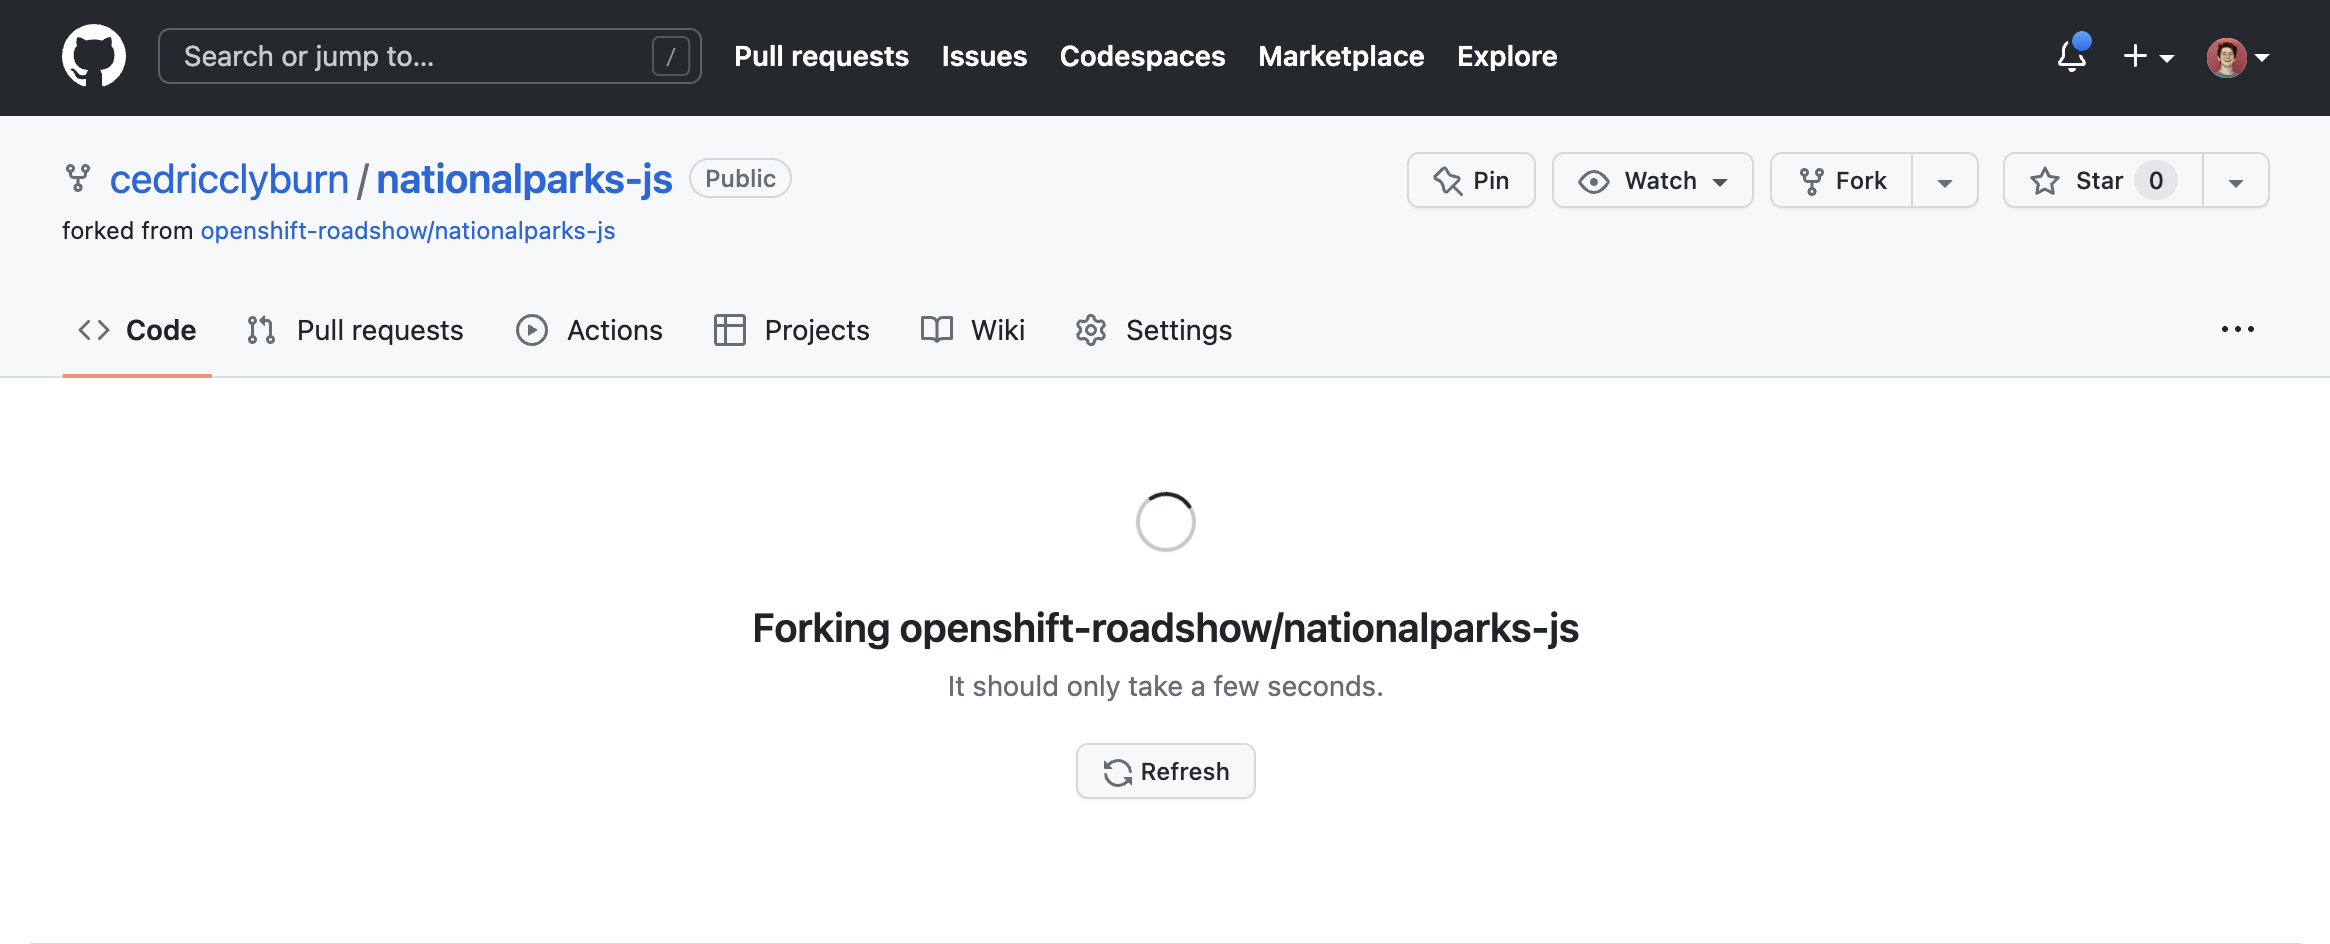 Search or jump to... / Pull requests Issues Codespaces Marketplace Explore
cedricclyburn / nationalparks-js Public Pin Watch Fork Star 0
forked from openshift-roadshow/nationalparks-js
Code Pull requests Actions Projects Wiki Settings
Forking openshift-roadshow/nationalparks-js
It should only take a few seconds.
Refresh